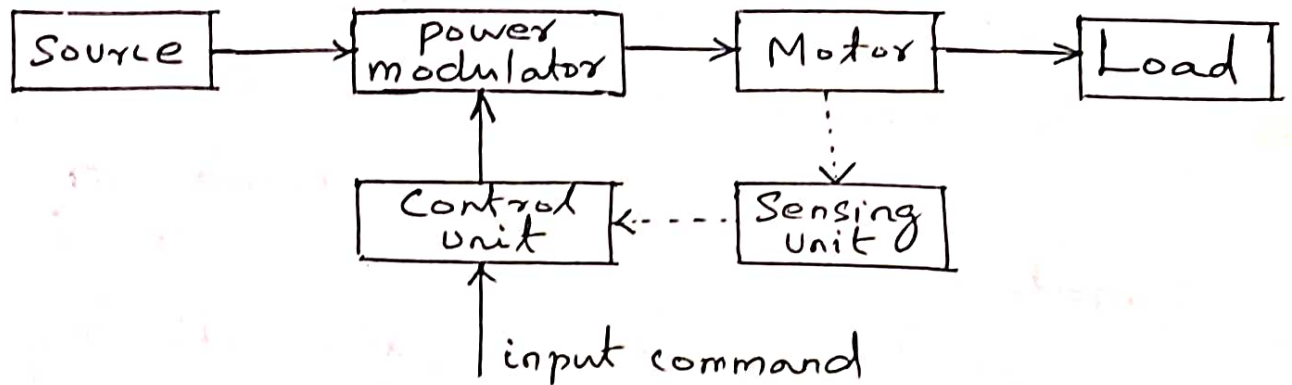 Source
power
modulator
Motor
Load
Control
unit
Sensing
unit
input command